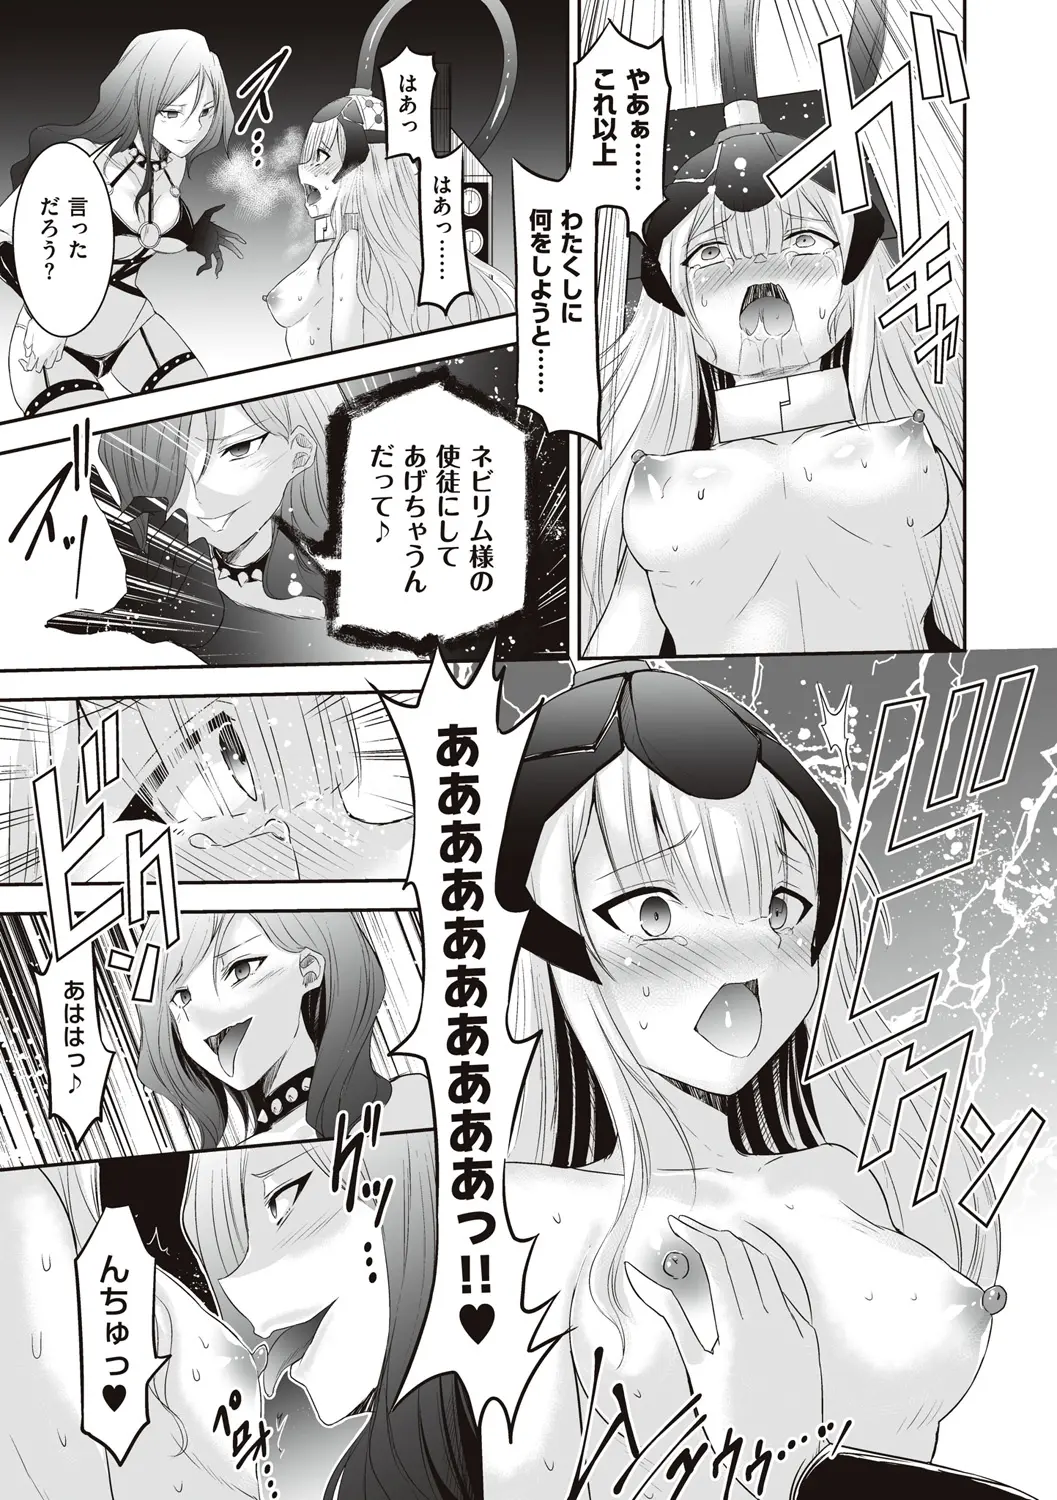 ガッ
ガチャッ
やあぁ……
これ以上
わたくしに
何をしようと……
はあっ
はあっ……
ズ…
言った
だろう?
ネビリム様の
使徒にして
あげちゃうん
だって♪
ヌッ
ビクン
あああああああああっ!!♥
ビクン
あははっ♪
グッ
んちゅっ♥